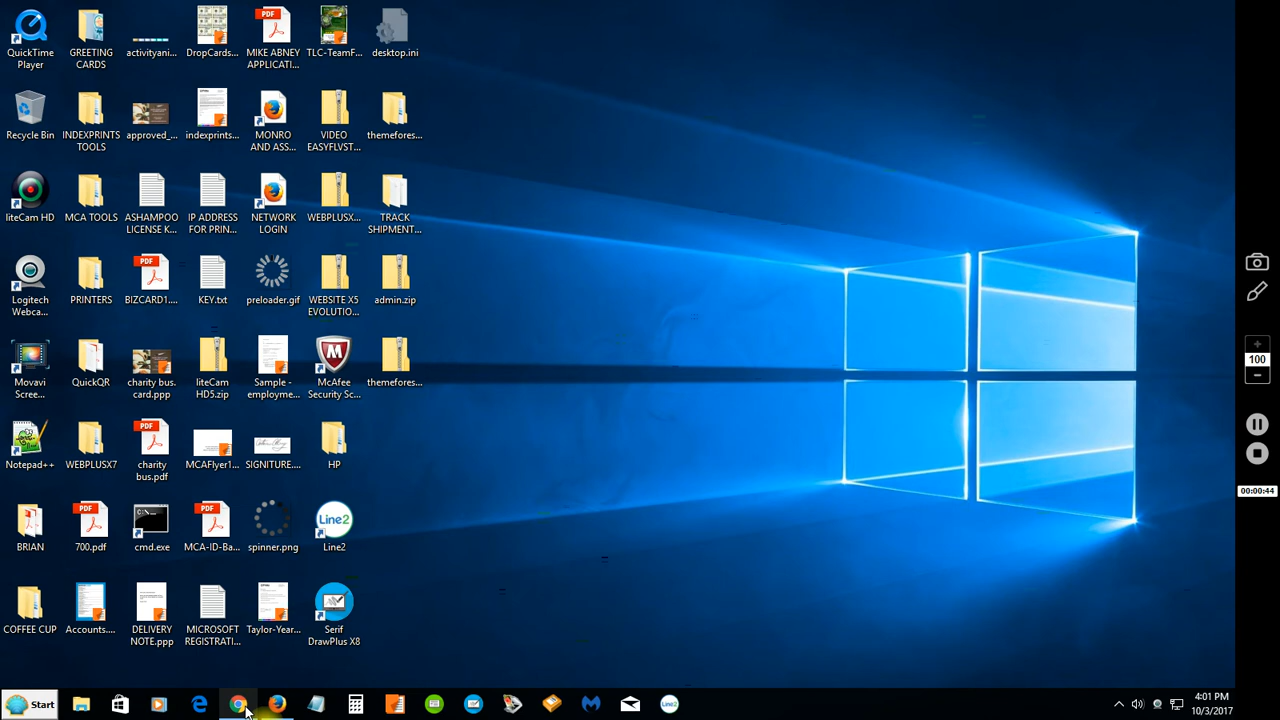 QuickTime
Player
GREETING
CARDS
activityani...
DropCards...
PDF
MIKE ABNEY
APPLICATI...
TLC-TeamF...
desktop.ini
Recycle Bin
INDEXPRINTS
TOOLS
approved_...
indexprints...
MONRO
AND ASS...
VIDEO
EASYFLVST...
themefores...
liteCam HD
MCA TOOLS
ASHAMPOO
LICENSE K...
IP ADDRESS
FOR PRIN...
NETWORK
LOGIN
WEBPLUSX...
TRACK
SHIPMENT...
Logitech
Webca...
PRINTERS
PDF
BIZCARD1....
KEY.txt
preloader.gif
WEBSITE X5
EVOLUTIO...
admin.zip
Movavi
Scree...
QuickQR
charity bus.
card.ppp
liteCam
HD5.zip
Sample -
employme...
McAfee
Security Sc...
themefores...
Notepad++
WEBPLUSX7
PDF
charity
bus.pdf
MCAFlyer1...
SIGNITURE....
HP
BRIAN
PDF
700.pdf
C:\...
cmd.exe
PDF
MCA-ID-Ba...
spinner.png
Line2
Line2
COFFEE CUP
Accounts....
DELIVERY
NOTE.ppp
MICROSOFT
REGISTRATI...
Taylor-Year...
Serif
DrawPlus X8
100
00:00:44
Start
Line2
4:01 PM
10/3/2017